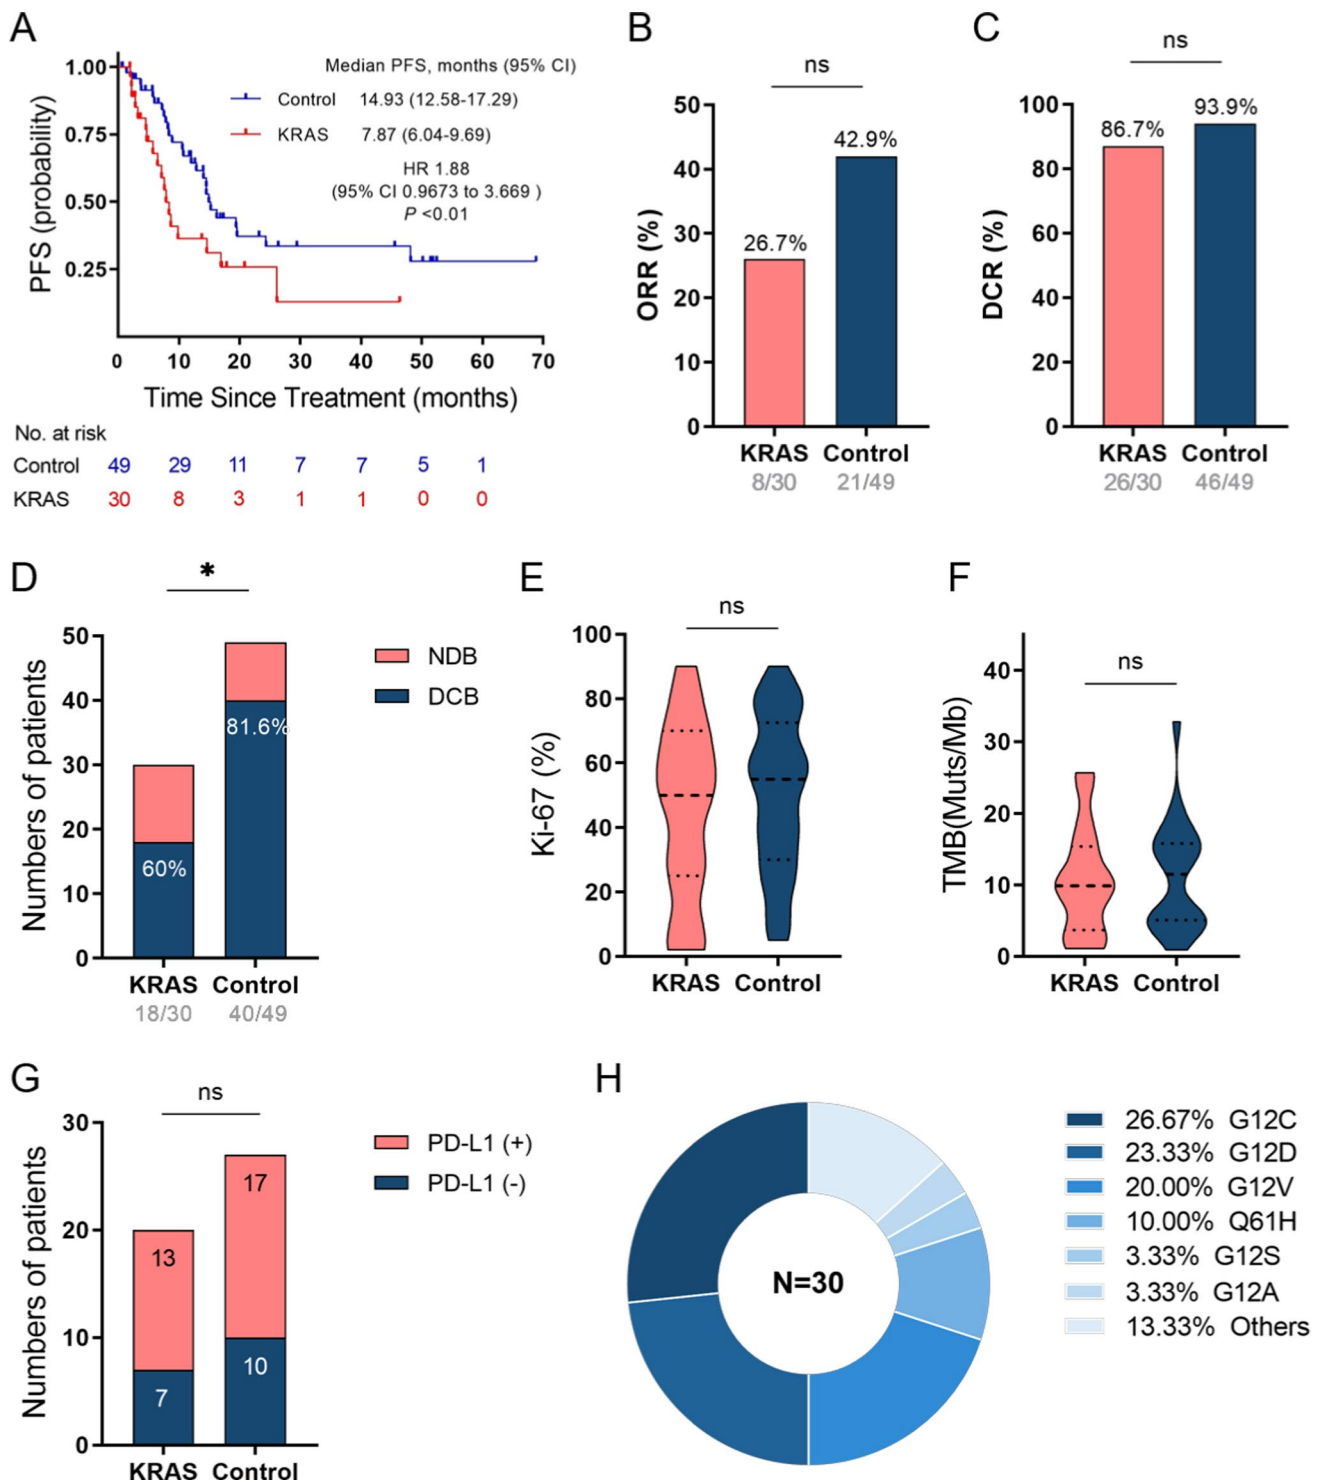 A
PFS (probability)
1.00
0.75
0.50
0.25
Median PFS, months (95% CI)
Control 14.93 (12.58-17.29)
KRAS 7.87 (6.04-9.69)
HR 1.88
(95% CI 0.9673 to 3.669 )
P <0.01
0 10 20 30 40 50 60 70
Time Since Treatment (months)
No. at risk
Control 49 29 11 7 7 5 1
KRAS 30 8 3 1 1 0 0
B
ns
ORR (%)
50
40
30
20
10
0
26.7%
42.9%
KRAS Control
8/30 21/49
C
ns
DCR (%)
100
80
60
40
20
0
86.7%
93.9%
KRAS Control
26/30 46/49
D
*
Numbers of patients
50
40
30
20
10
0
60%
81.6%
NDB
DCB
KRAS Control
18/30 40/49
E
ns
Ki-67 (%)
100
80
60
40
20
0
KRAS Control
F
ns
TMB(Muts/Mb)
40
30
20
10
0
KRAS Control
G
ns
Numbers of patients
30
20
10
0
13
7
17
10
PD-L1 (+)
PD-L1 (-)
KRAS Control
H
N=30
26.67% G12C
23.33% G12D
20.00% G12V
10.00% Q61H
3.33% G12S
3.33% G12A
13.33% Others